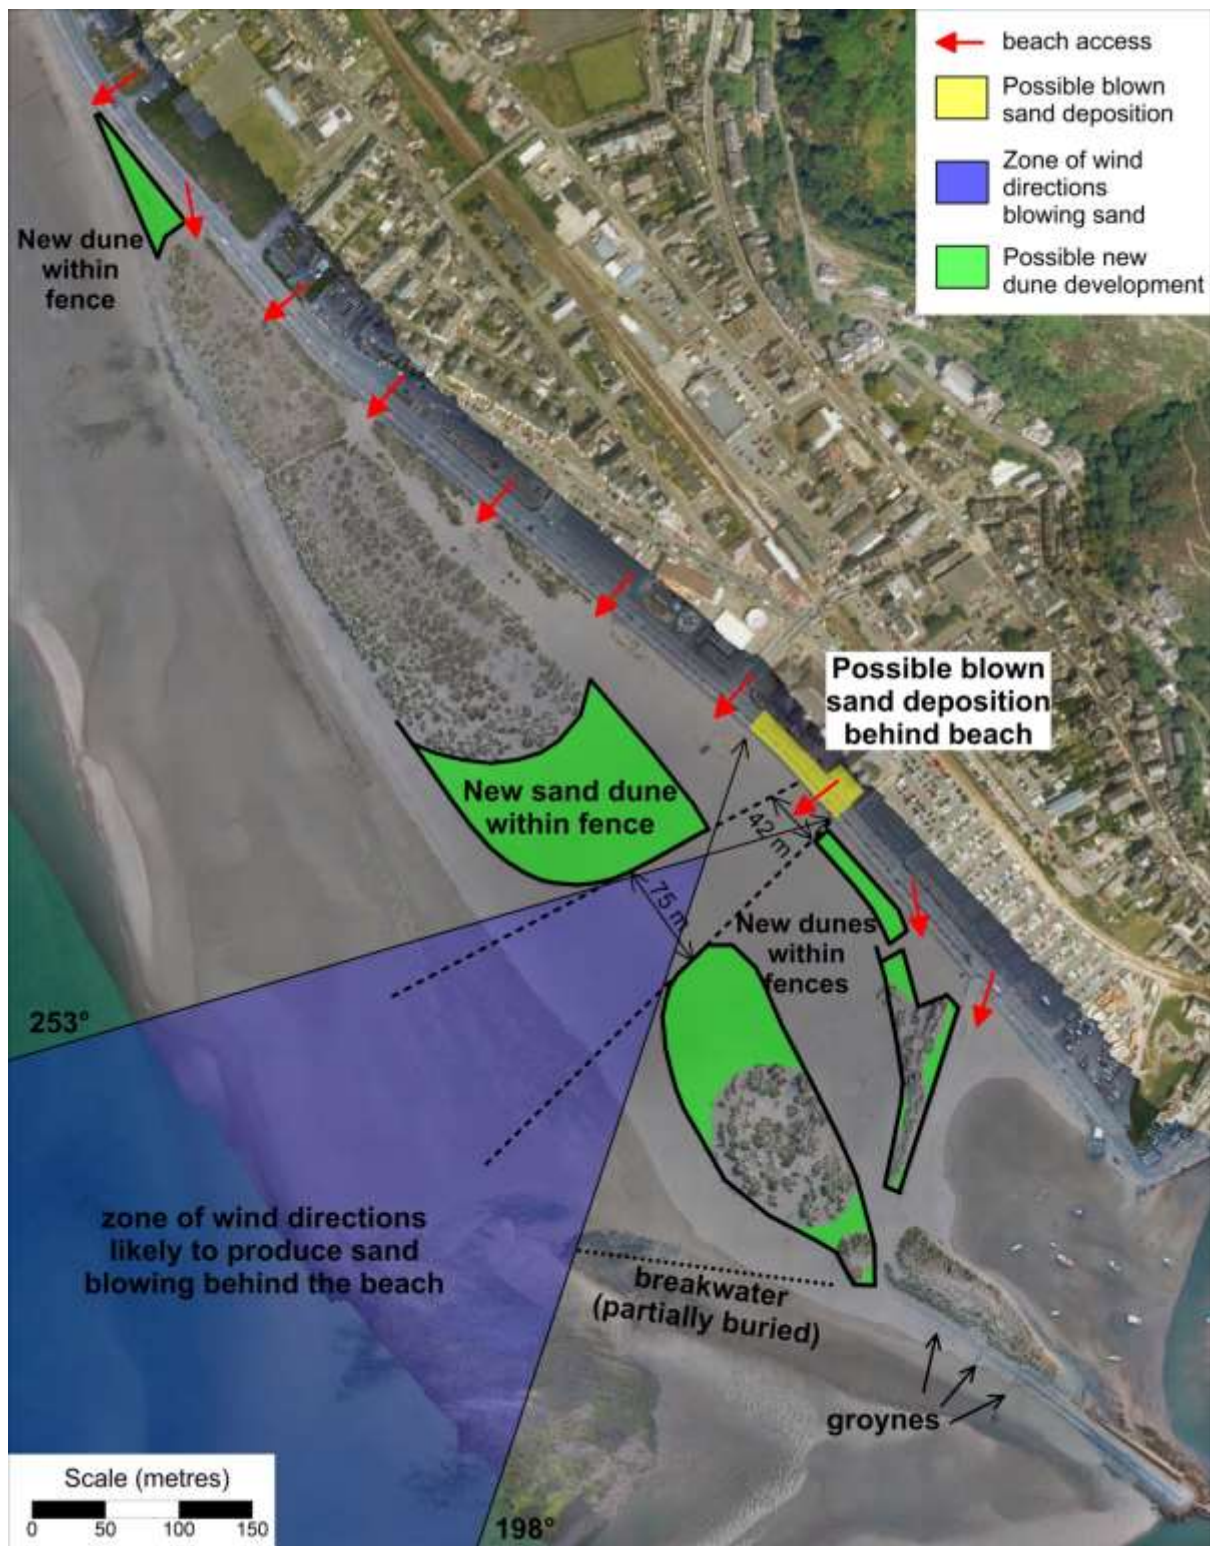 beach access
Possible blown
sand deposition
Zone of wind
directions
blowing sand
Possible new
dune development
New dune
within
fence
Possible blown
sand deposition
behind beach
New sand dune
within fence
42 m
75 m
New dunes
within
fences
253°
zone of wind directions
likely to produce sand
blowing behind the beach
breakwater
(partially buried)
groynes
Scale (metres)
0 50 100 150
198°